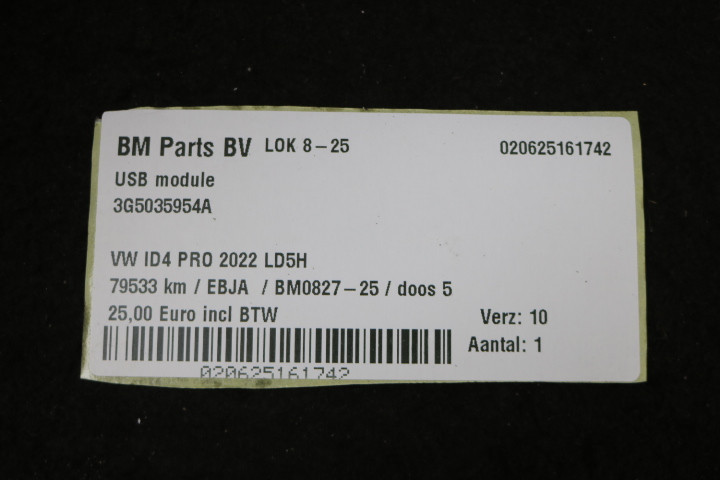 BM Parts BV LOK 8-25 020625161742
USB module
3G5035954A
VW ID4 PRO 2022 LD5H
79533 km / EBJA / BM0827-25 / doos 5
25,00 Euro incl BTW Verz: 10
Aantal: 1
020625161742